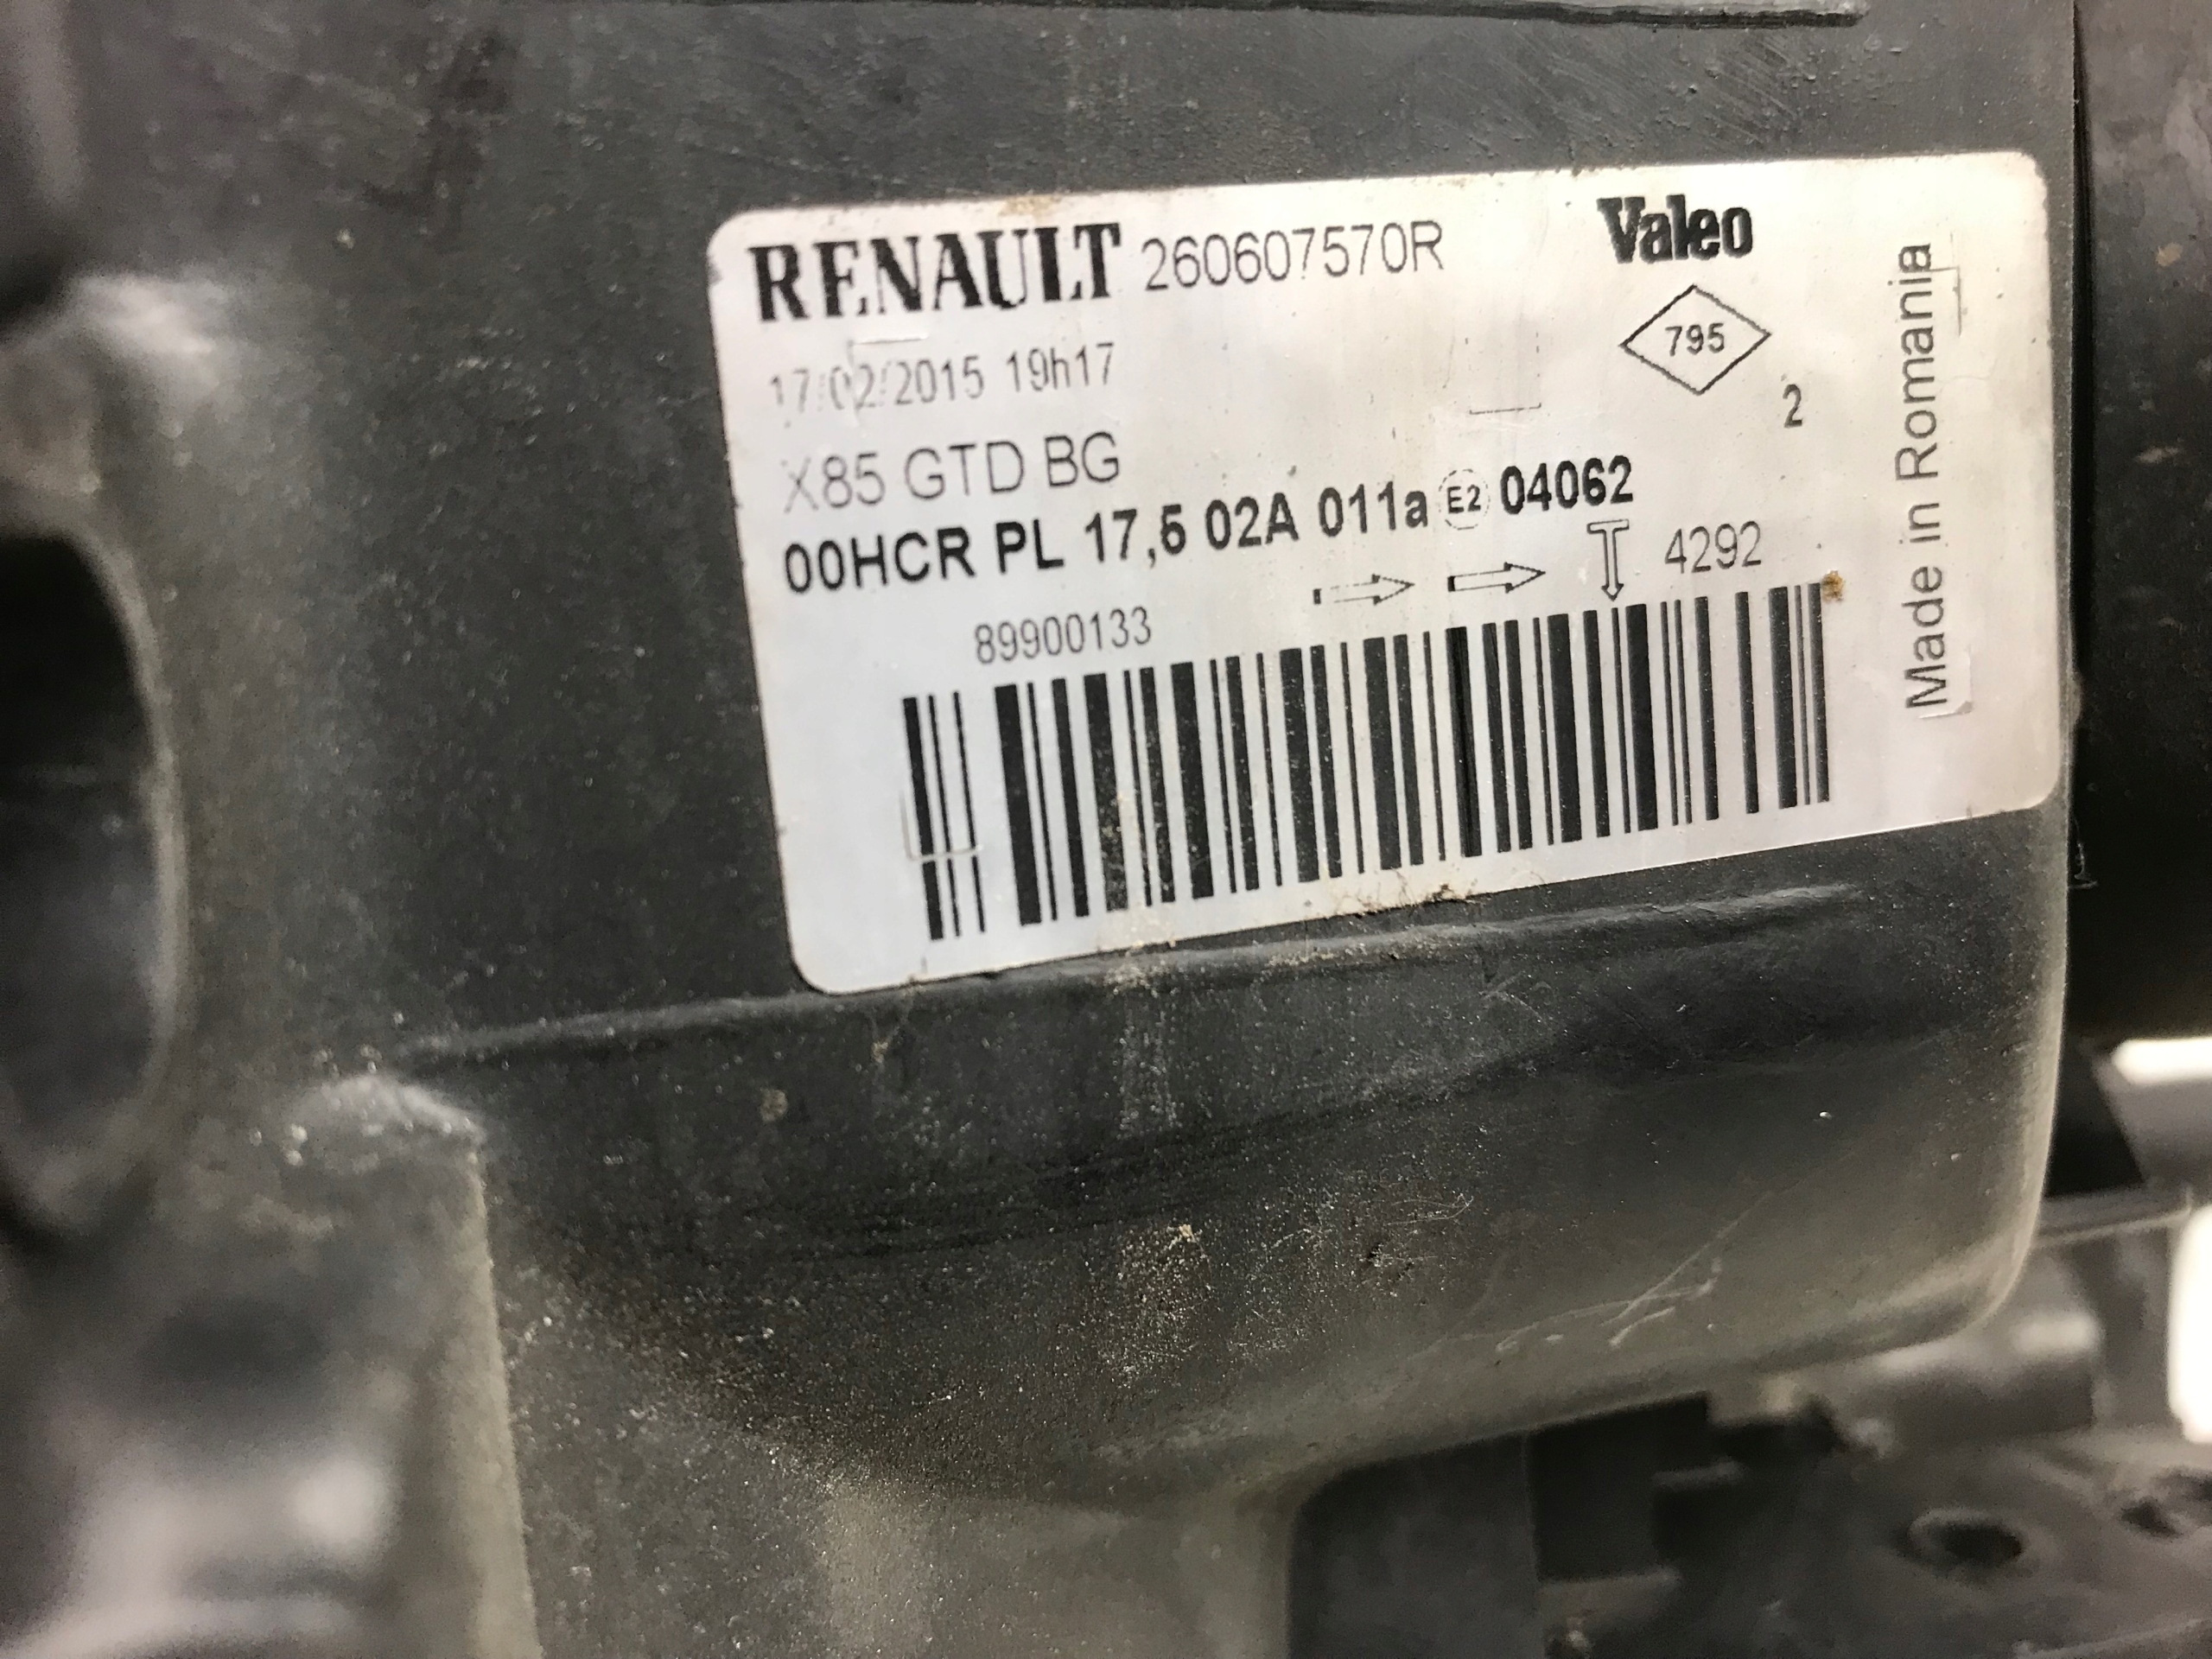 RENAULT 260607570R
Valeo
795
17/02/2015 19h17
2
X85 GTD BG
00HCR PL 17,5 02A 011a E2 04062
4292
89900133
Made in Romania